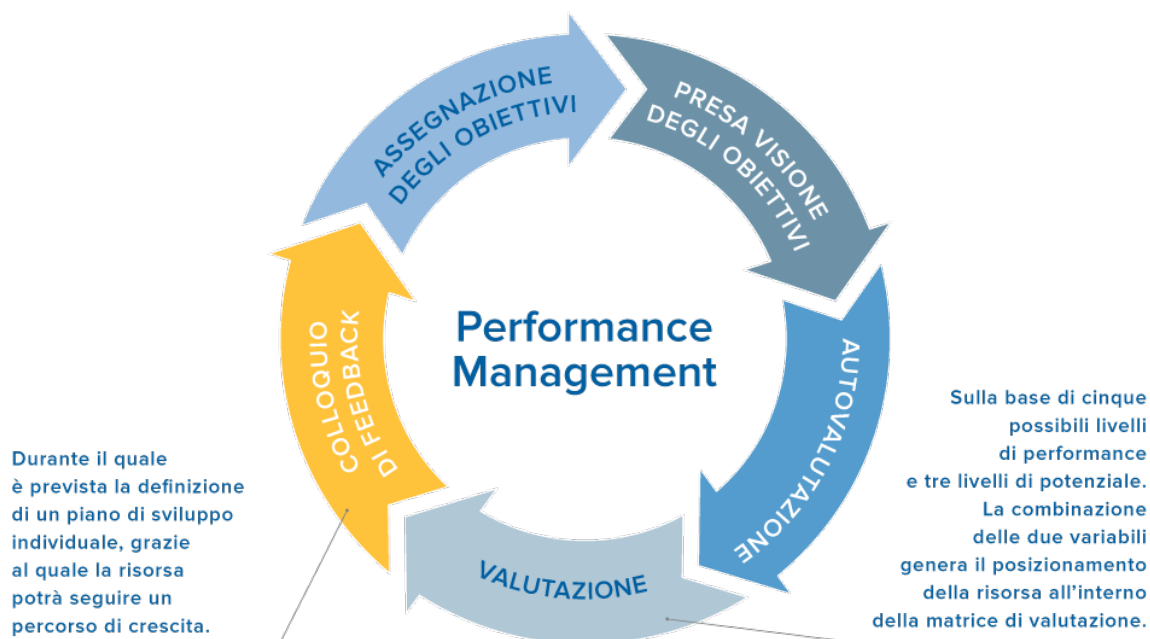 ASSEGNAZIONE
DEGLI OBIETTIVI
PRESA VISIONE
DEGLI OBIETTIVI
AUTOVALUTAZIONE
VALUTAZIONE
COLLOQUIO
DI FEEDBACK
Performance
Management
Sulla base di cinque
possibili livelli
di performance
e tre livelli di potenziale.
La combinazione
delle due variabili
genera il posizionamento
della risorsa all’interno
della matrice di valutazione.
Durante il quale
è prevista la definizione
di un piano di sviluppo
individuale, grazie
al quale la risorsa
potrà seguire un
percorso di crescita.